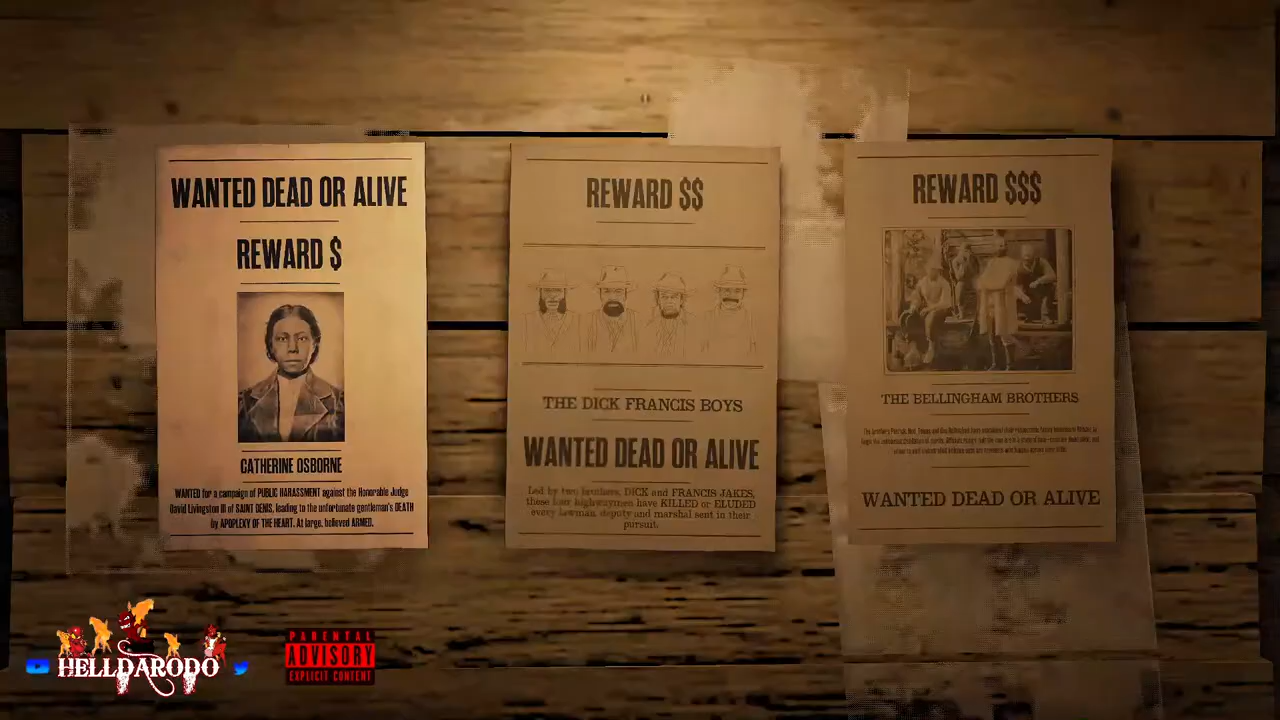 WANTED DEAD OR ALIVE
REWARD $
CATHERINE OSBORNE
WANTED for a campaign of PUBLIC HARASSMENT against the Honorable Judge
David Livingston III of SAINT DENIS, leading to the unfortunate gentleman's DEATH
by APOPLEXY OF THE HEART. At large, believed ARMED.
REWARD $$
THE DICK FRANCIS BOYS
WANTED DEAD OR ALIVE
Led by two brothers, DICK and FRANCIS JAKES,
these four highwaymen have KILLED or ELUDED
every lawman, deputy and marshal sent in their
pursuit.
REWARD $$$
THE BELLINGHAM BROTHERS
WANTED DEAD OR ALIVE
HELLDARODO
PARENTAL
ADVISORY
EXPLICIT CONTENT